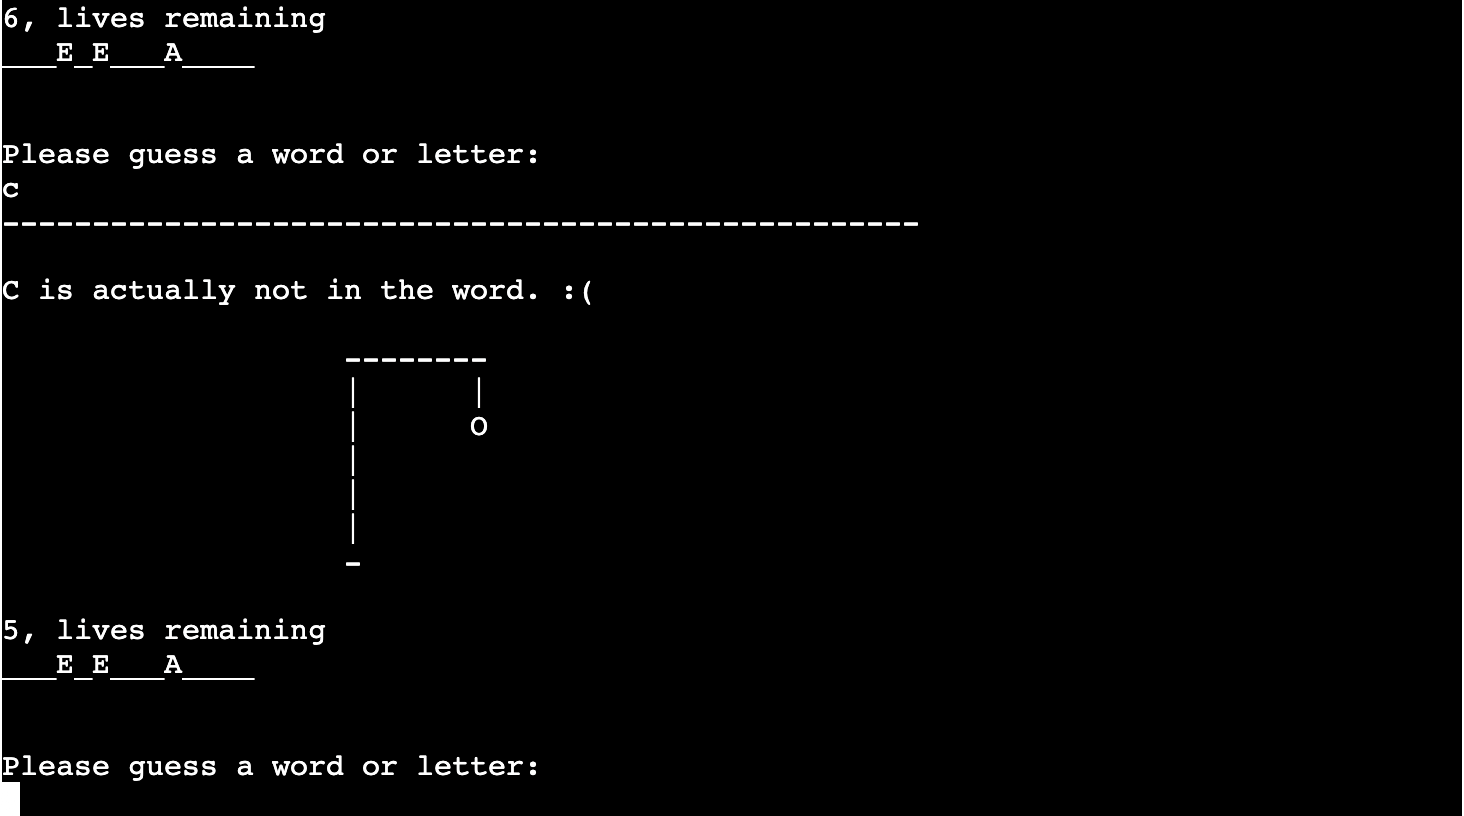 6, lives remaining
___E_E___A____
Please guess a word or letter:
c
---------------------------------------------------
C is actually not in the word. :(
                   --------
                   |      |
                   |      O
                   |
                   |
                   |
                   -
5, lives remaining
___E_E___A____
Please guess a word or letter: